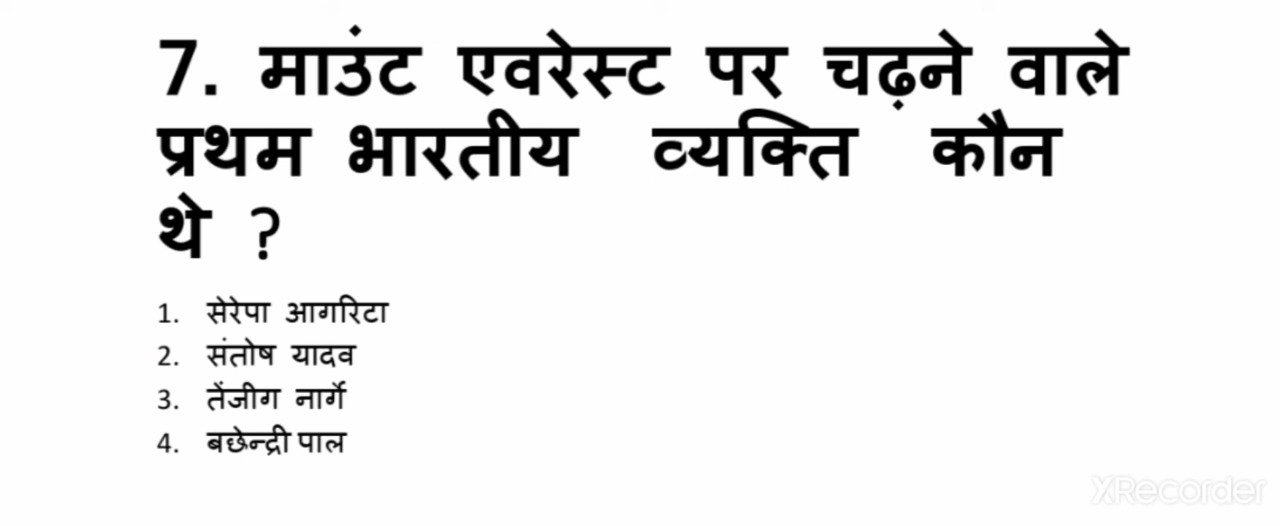 7. माउंट एवरेस्ट पर चढ़ने वाले
प्रथम भारतीय व्यक्ति कौन
थे ?
1. सेरेपा आगरिटा
2. संतोष यादव
3. तेंजीग नार्गे
4. बछेन्द्री पाल
XRecorder